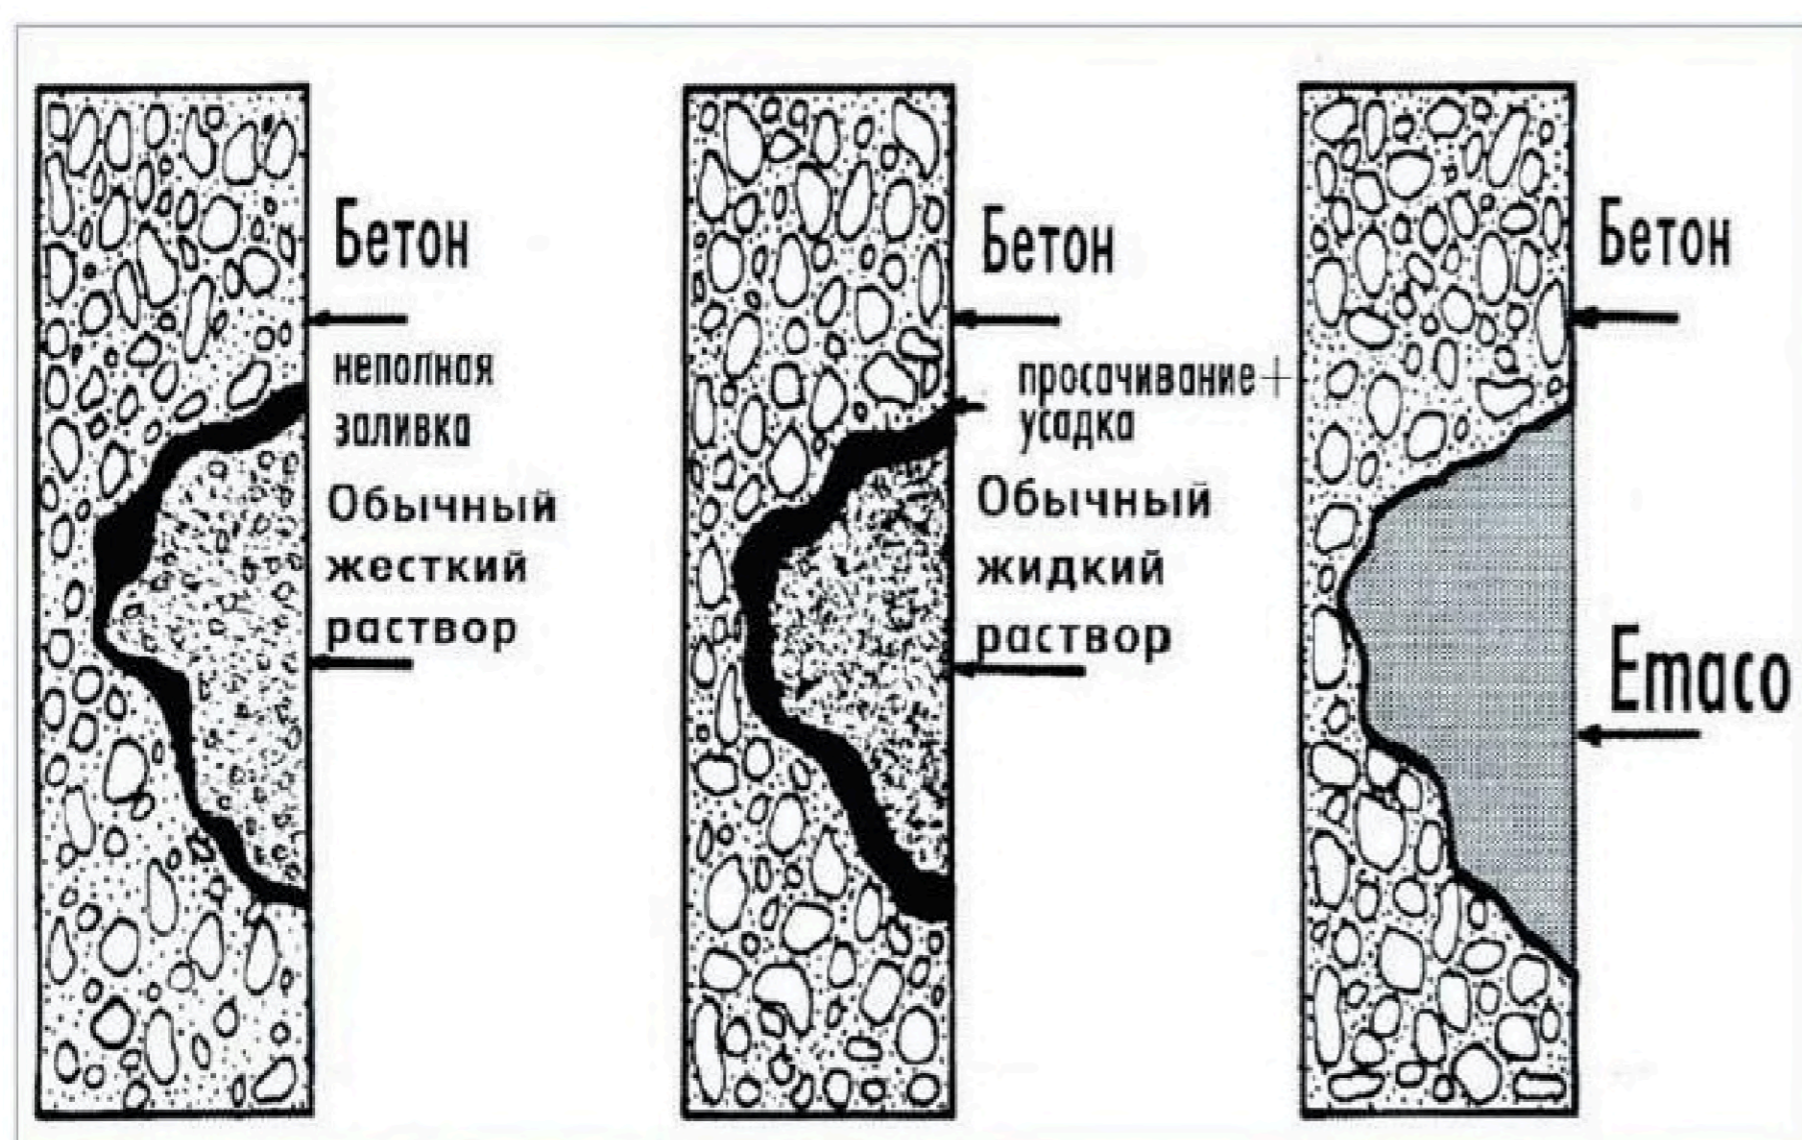 Бетон
неполная
заливка
Обычный
жесткий
раствор
Бетон
просачивание+
усадка
Обычный
жидкий
раствор
Бетон
Emaco